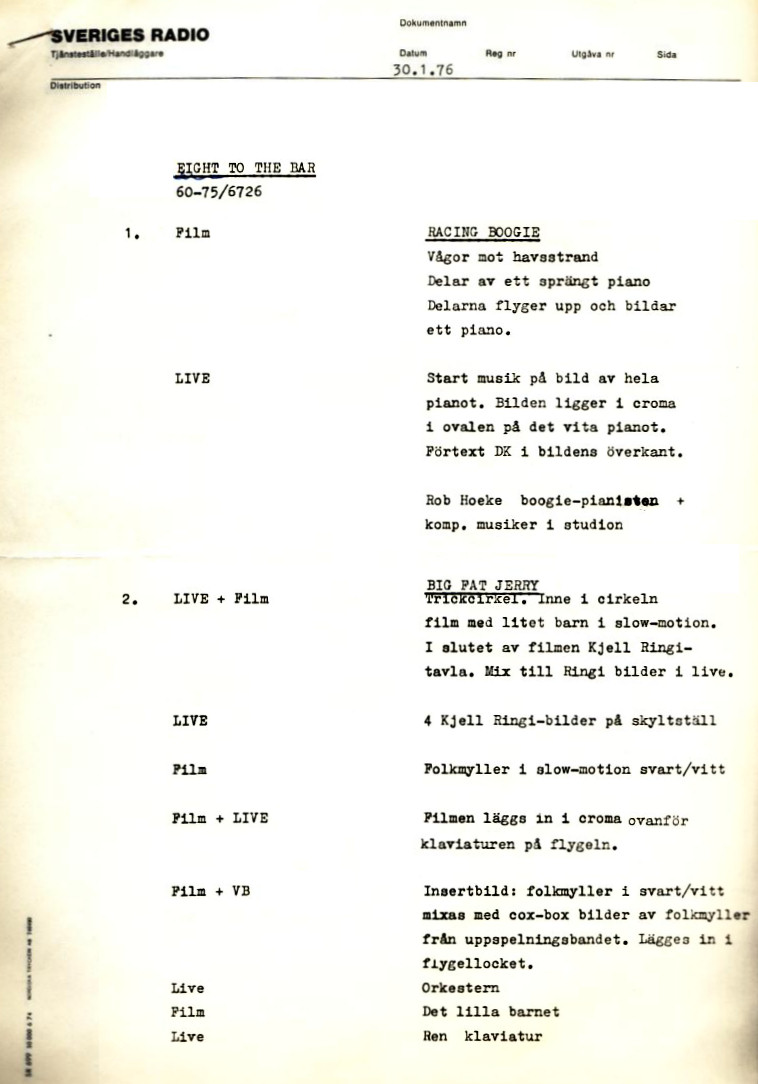 SVERIGES RADIO
Tjänsteställe/Handläggare
Dokumentnamn
Datum Reg nr Utgåva nr Sida
30.1.76
Distribution
EIGHT TO THE BAR
60-75/6726
1. Film RACING BOOGIE
Vågor mot havsstrand
Delar av ett sprängt piano
Delarna flyger upp och bildar
ett piano.
LIVE Start musik på bild av hela
pianot. Bilden ligger i croma
i ovalen på det vita pianot.
Förtext DK i bildens överkant.
Rob Hoeke boogie-pianisten +
komp. musiker i studion
BIG FAT JERRY
2. LIVE + Film Trickcirkel. Inne i cirkeln
film med litet barn i slow-motion.
I slutet av filmen Kjell Ringi-
tavla. Mix till Ringi bilder i live.
LIVE 4 Kjell Ringi-bilder på skyltställ
Film Folkmyller i slow-motion svart/vitt
Film + LIVE Filmen läggs in i croma ovanför
klaviaturen på flygeln.
Film + VB Insertbild: folkmyller i svart/vitt
mixas med cox-box bilder av folkmyller
från uppspelningsbandet. Lägges in i
flygellocket.
Live Orkestern
Film Det lilla barnet
Live Ren klaviatur